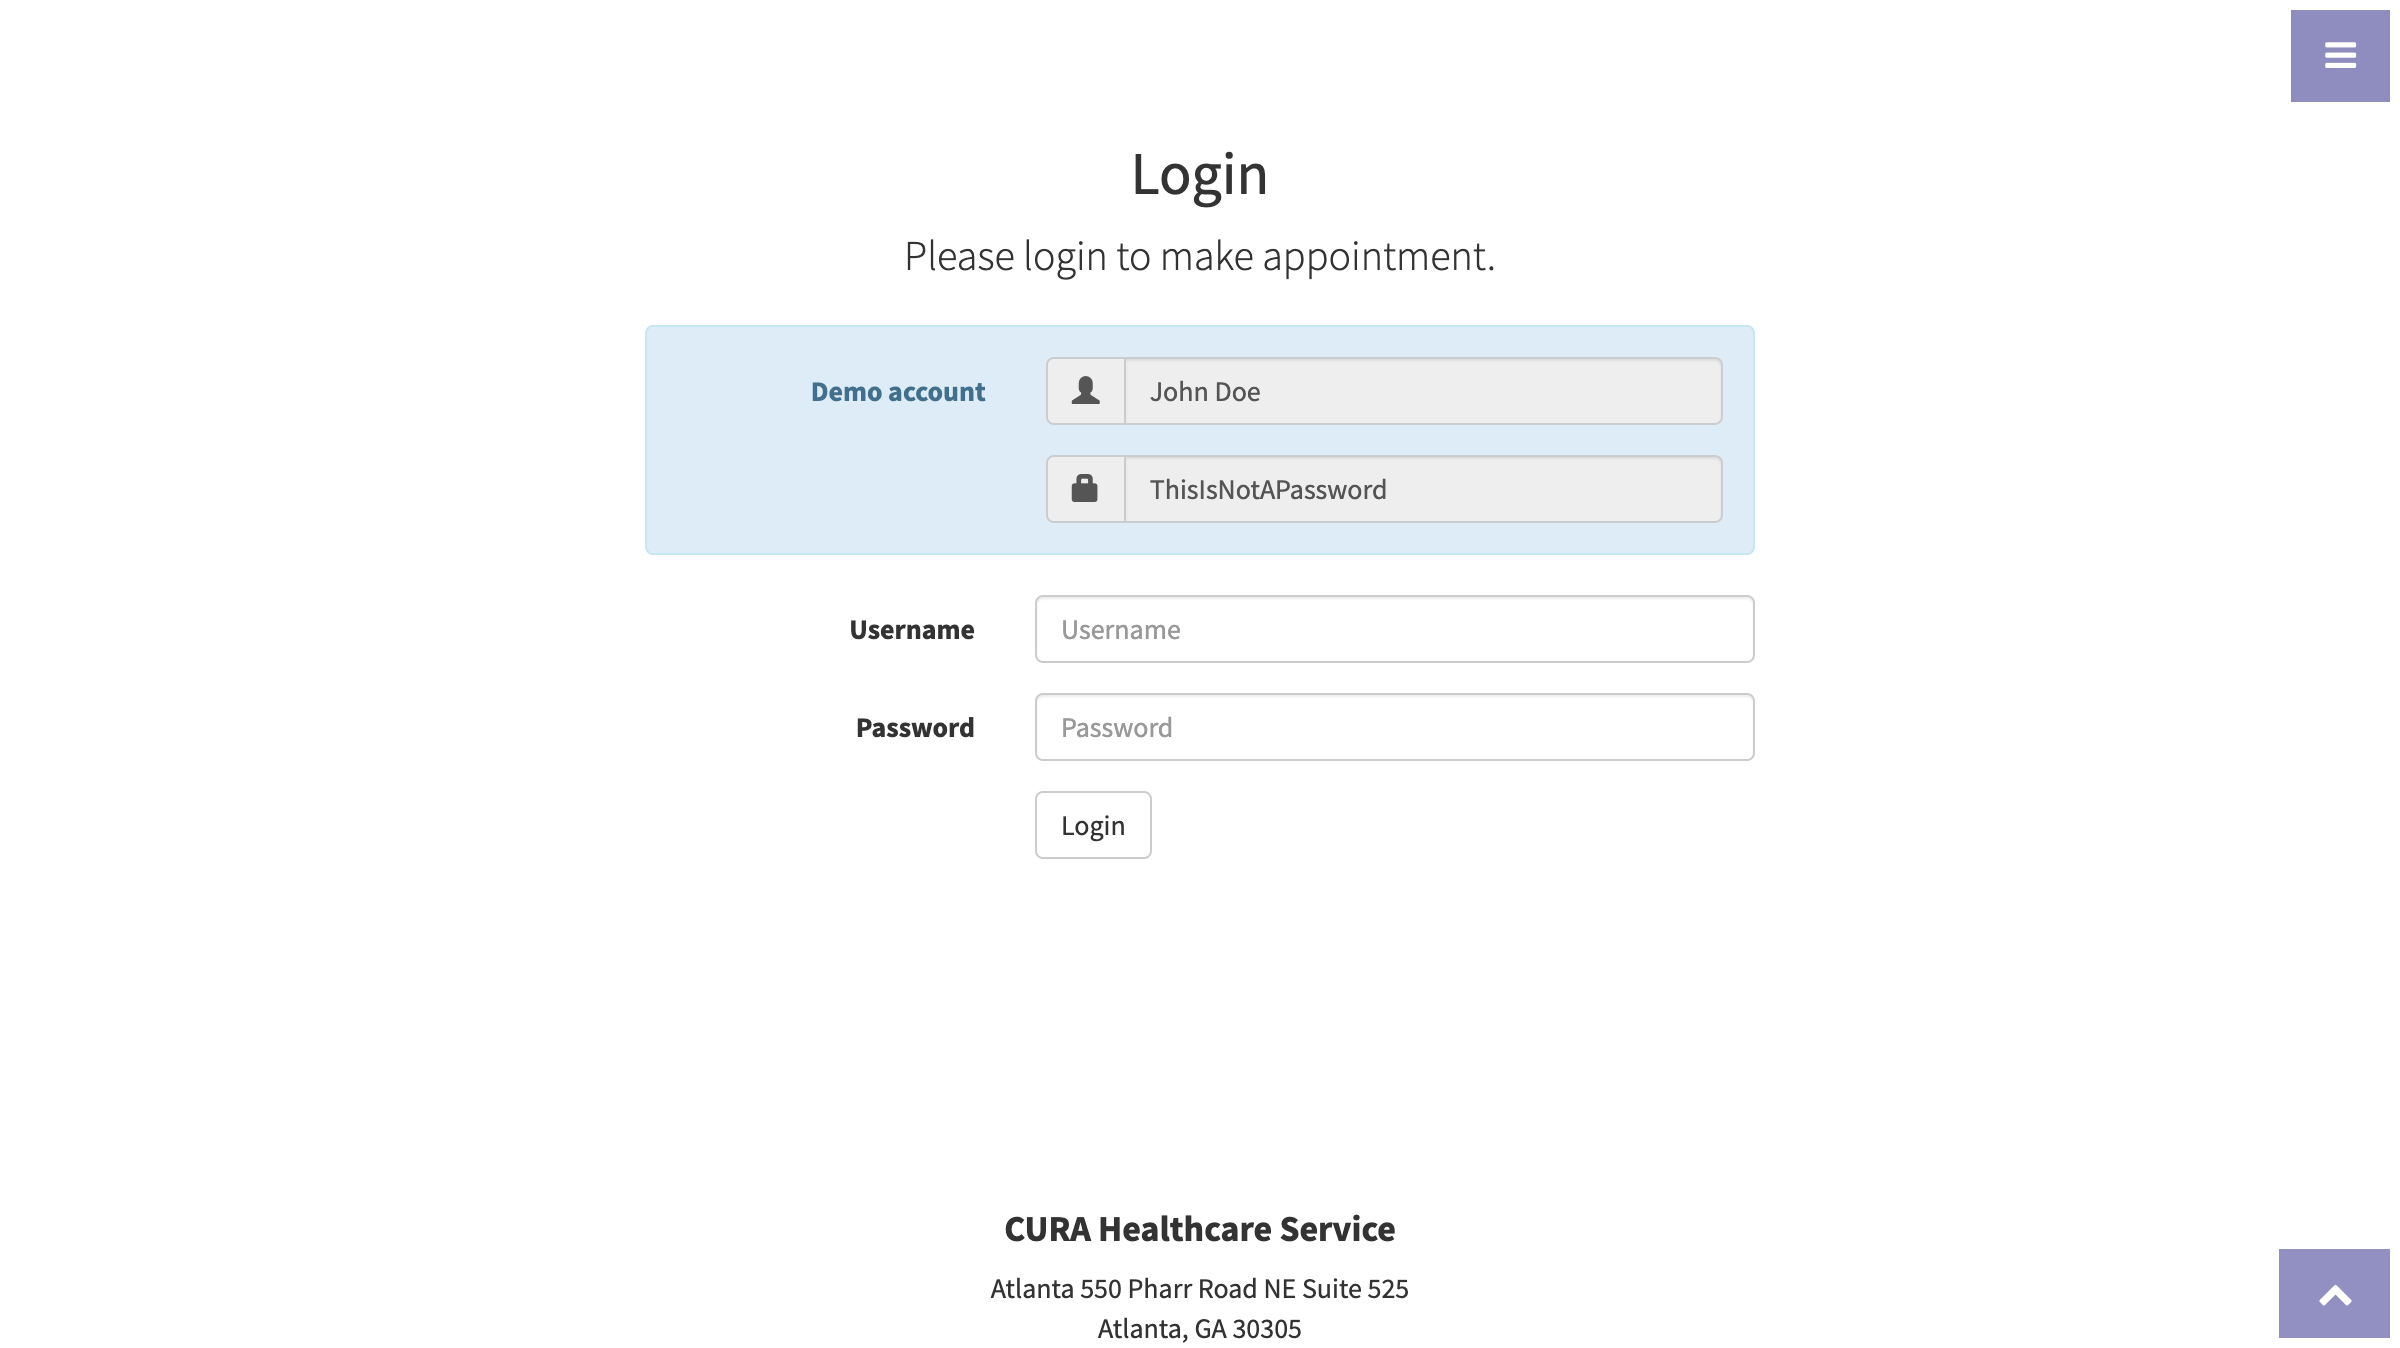 Login
Please login to make appointment.
Demo account
John Doe
ThisIsNotAPassword
Username
Username
Password
Password
Login
CURA Healthcare Service
Atlanta 550 Pharr Road NE Suite 525
Atlanta, GA 30305